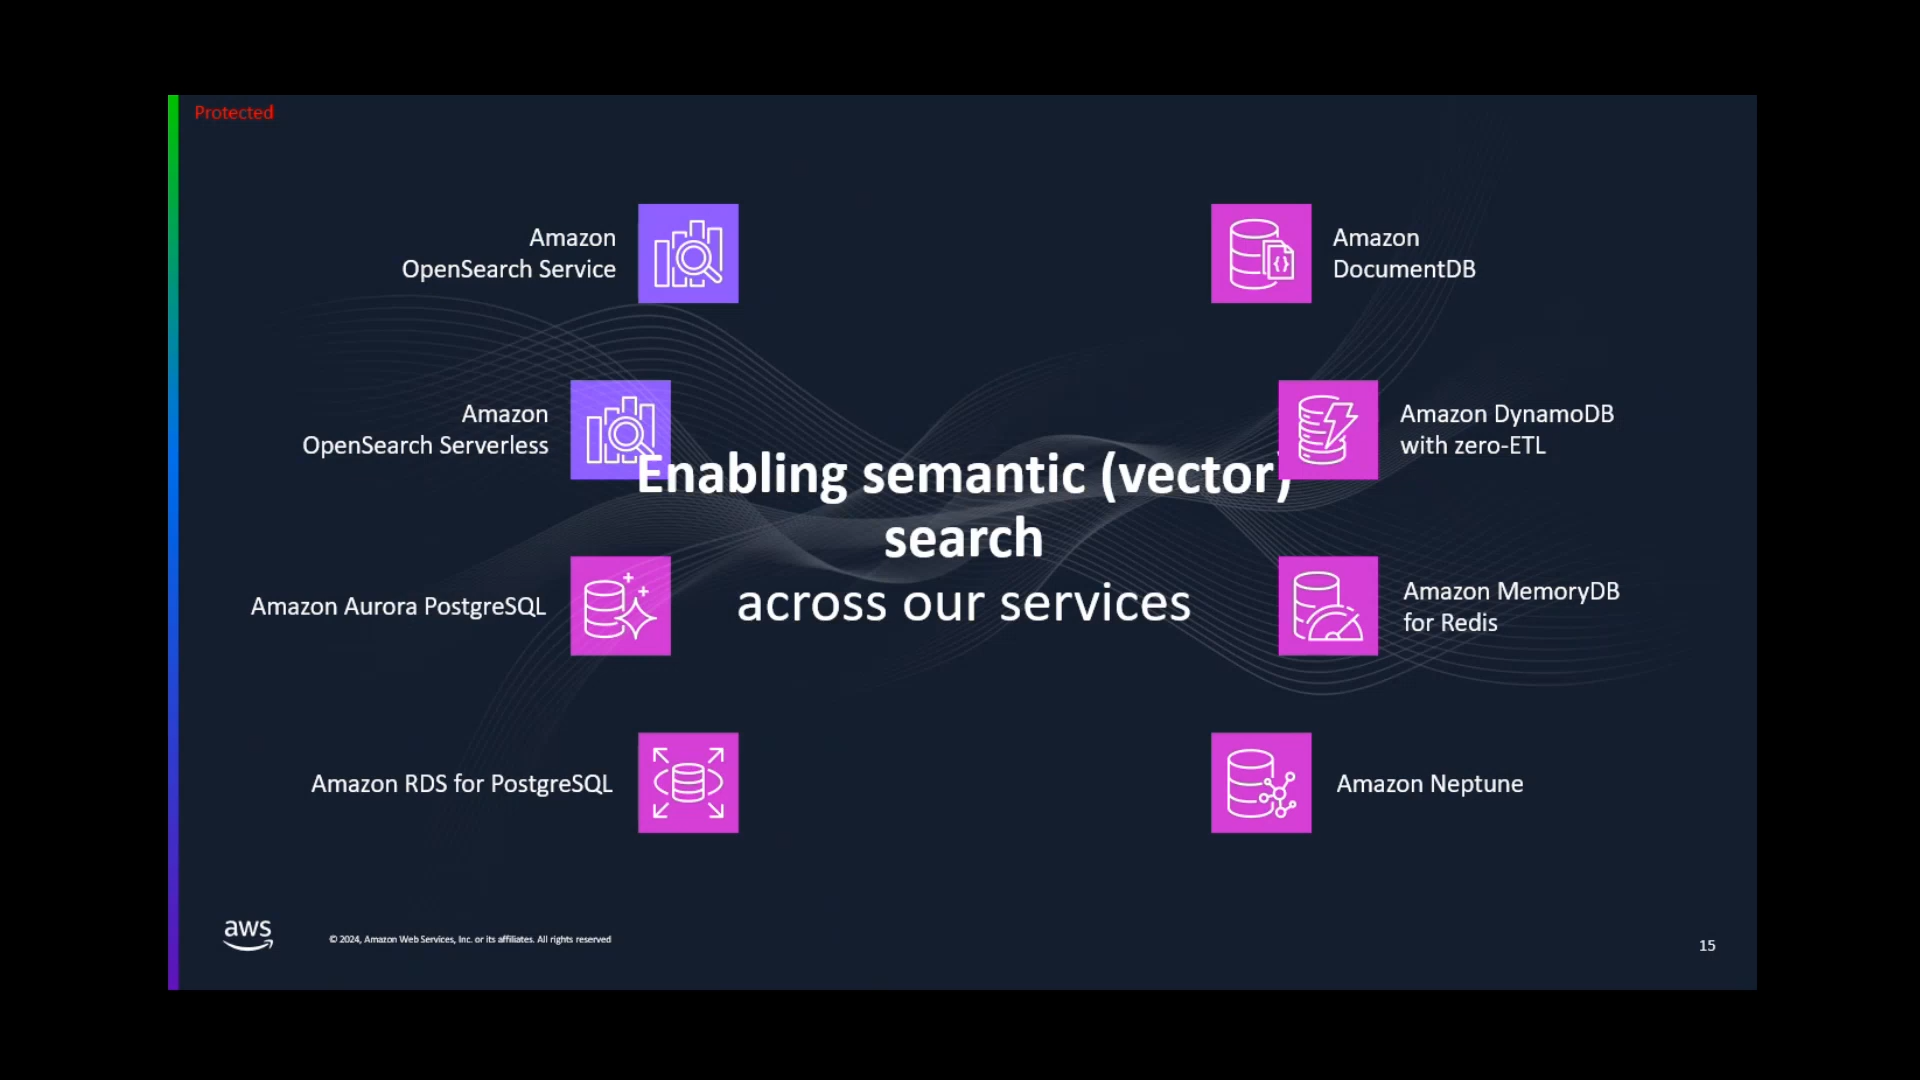 Protected
Amazon
OpenSearch Service
Amazon
DocumentDB
Amazon
OpenSearch Serverless
Amazon DynamoDB
with zero-ETL
Enabling semantic (vector)
search
across our services
Amazon Aurora PostgreSQL
Amazon MemoryDB
for Redis
Amazon RDS for PostgreSQL
Amazon Neptune
aws
© 2024, Amazon Web Services, Inc. or its affiliates. All rights reserved
15